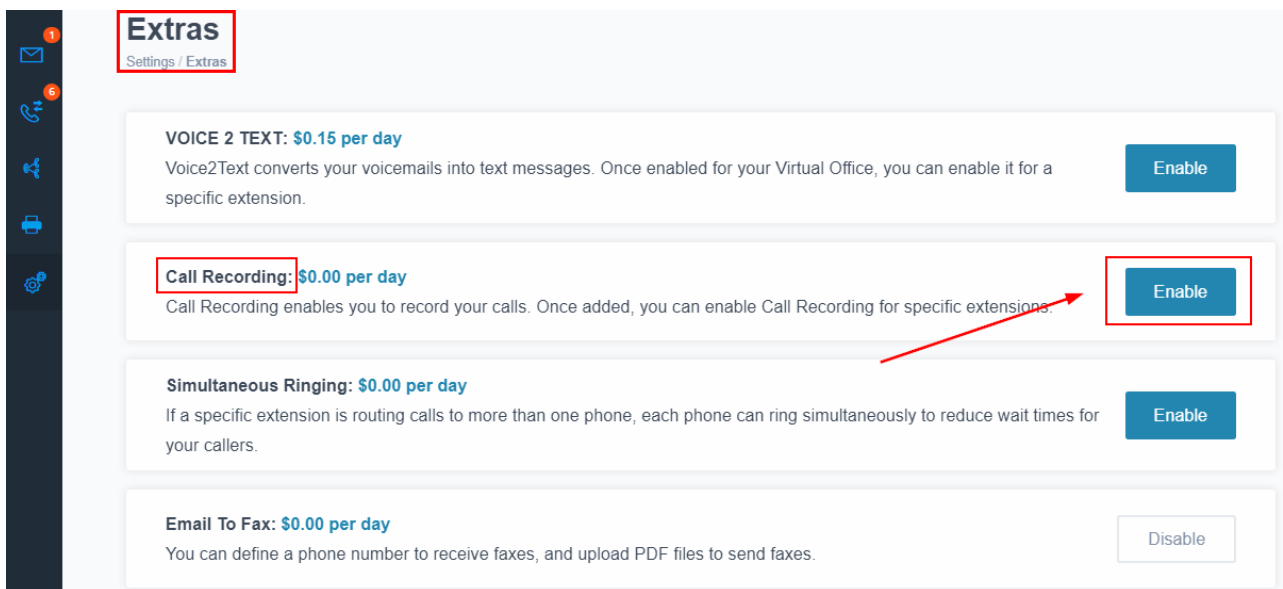 Extras
Settings / Extras
1
6
VOICE 2 TEXT: $0.15 per day
Voice2Text converts your voicemails into text messages. Once enabled for your Virtual Office, you can enable it for a
specific extension.
Enable
Call Recording: $0.00 per day
Call Recording enables you to record your calls. Once added, you can enable Call Recording for specific extensions.
Enable
Simultaneous Ringing: $0.00 per day
If a specific extension is routing calls to more than one phone, each phone can ring simultaneously to reduce wait times for
your callers.
Enable
Email To Fax: $0.00 per day
You can define a phone number to receive faxes, and upload PDF files to send faxes.
Disable